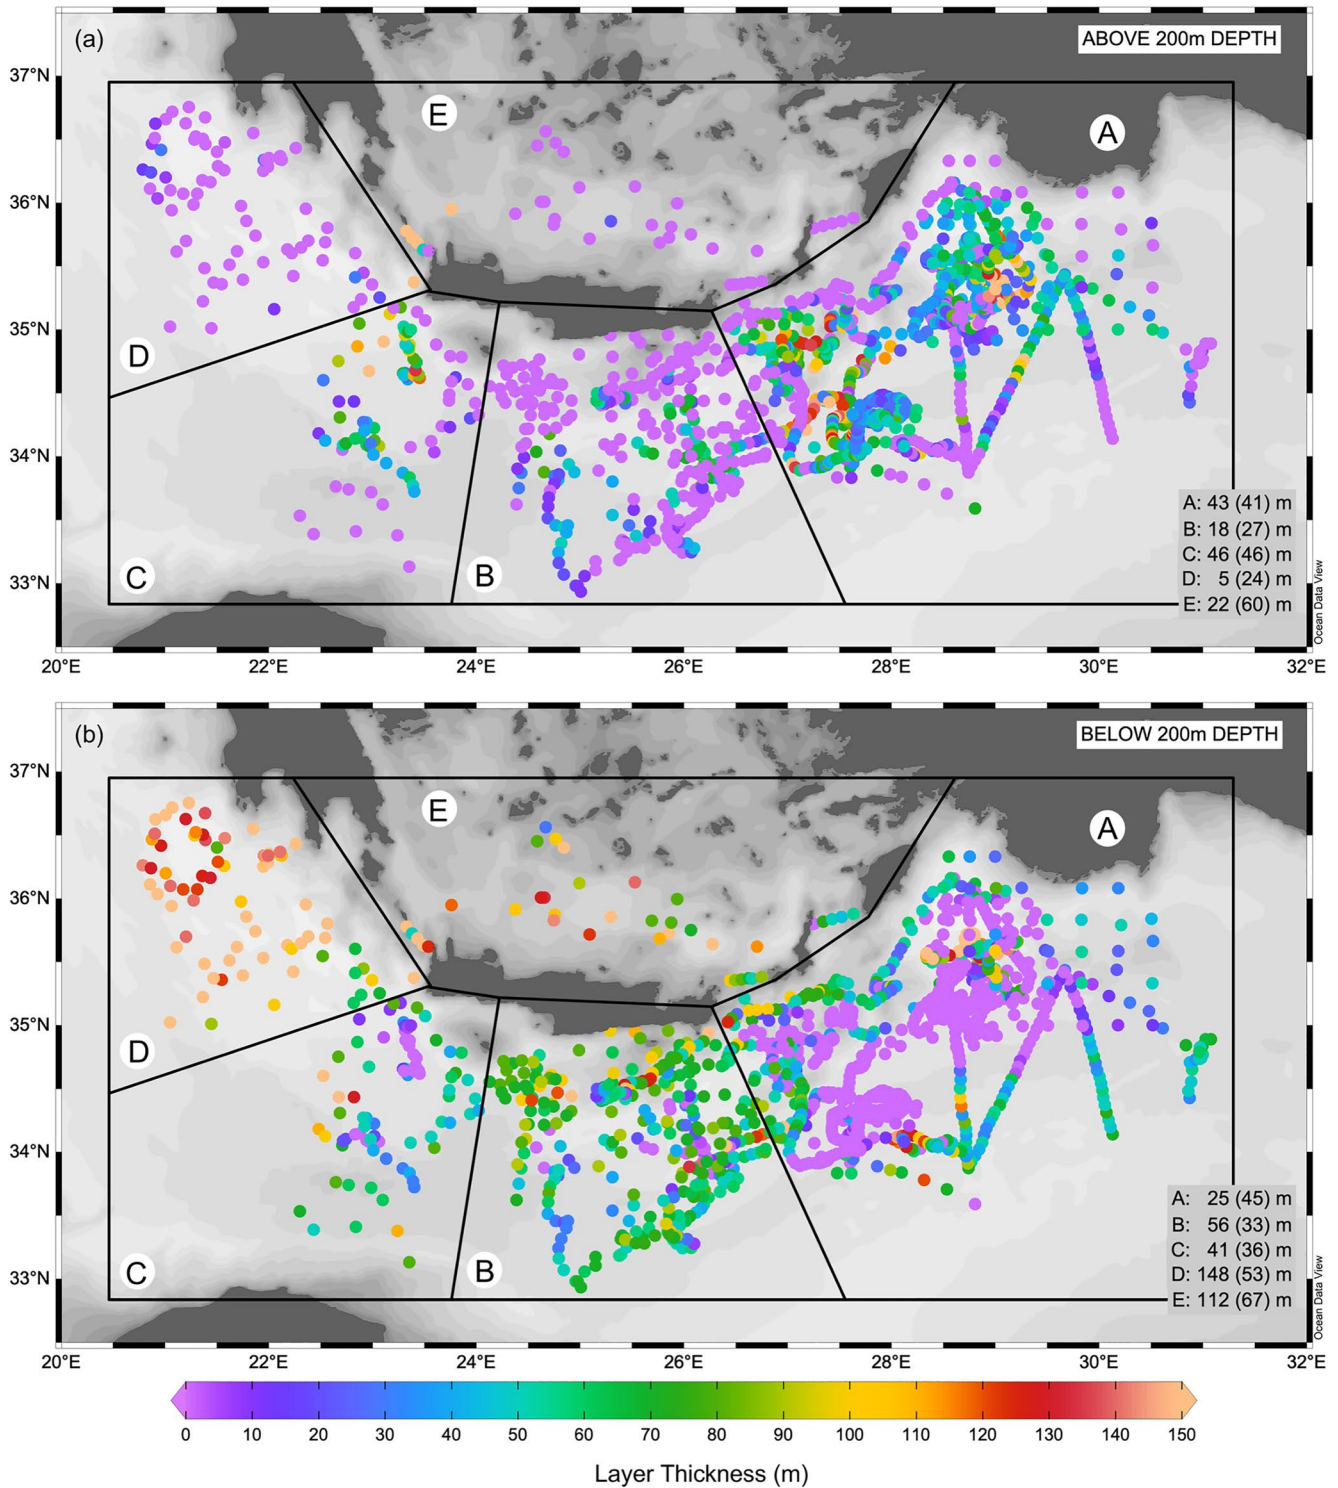 (a)
ABOVE 200m DEPTH
37°N
36°N
35°N
34°N
33°N
E
A
D
C
B
A: 43 (41) m
B: 18 (27) m
C: 46 (46) m
D: 5 (24) m
E: 22 (60) m
Ocean Data View
20°E 22°E 24°E 26°E 28°E 30°E 32°E
(b)
BELOW 200m DEPTH
37°N
36°N
35°N
34°N
33°N
E
A
D
C
B
A: 25 (45) m
B: 56 (33) m
C: 41 (36) m
D: 148 (53) m
E: 112 (67) m
Ocean Data View
20°E 22°E 24°E 26°E 28°E 30°E 32°E
0 10 20 30 40 50 60 70 80 90 100 110 120 130 140 150
Layer Thickness (m)